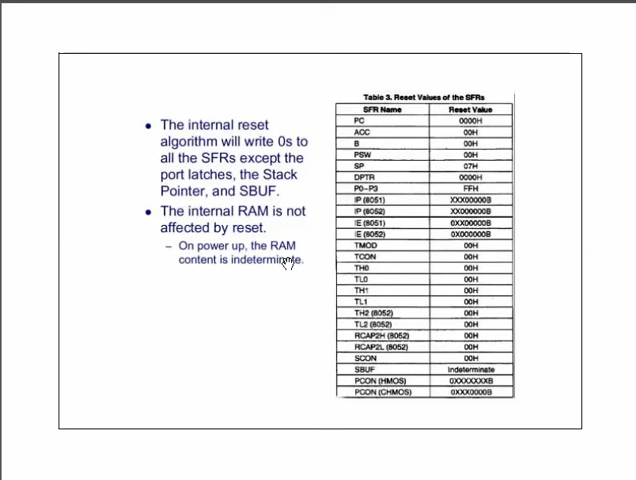 • The internal reset
algorithm will write 0s to
all the SFRs except the
port latches, the Stack
Pointer, and SBUF.
• The internal RAM is not
affected by reset.
– On power up, the RAM
content is indeterminate.
Table 3. Reset Values of the SFRs
SFR Name Reset Value
PC 0000H
ACC 00H
B 00H
PSW 00H
SP 07H
DPTR 0000H
P0–P3 FFH
IP (8051) XXX00000B
IP (8052) XX000000B
IE (8051) 0XX00000B
IE (8052) 0X000000B
TMOD 00H
TCON 00H
TH0 00H
TL0 00H
TH1 00H
TL1 00H
TH2 (8052) 00H
TL2 (8052) 00H
RCAP2H (8052) 00H
RCAP2L (8052) 00H
SCON 00H
SBUF Indeterminate
PCON (HMOS) 0XXXXXXXB
PCON (CHMOS) 0XXX0000B